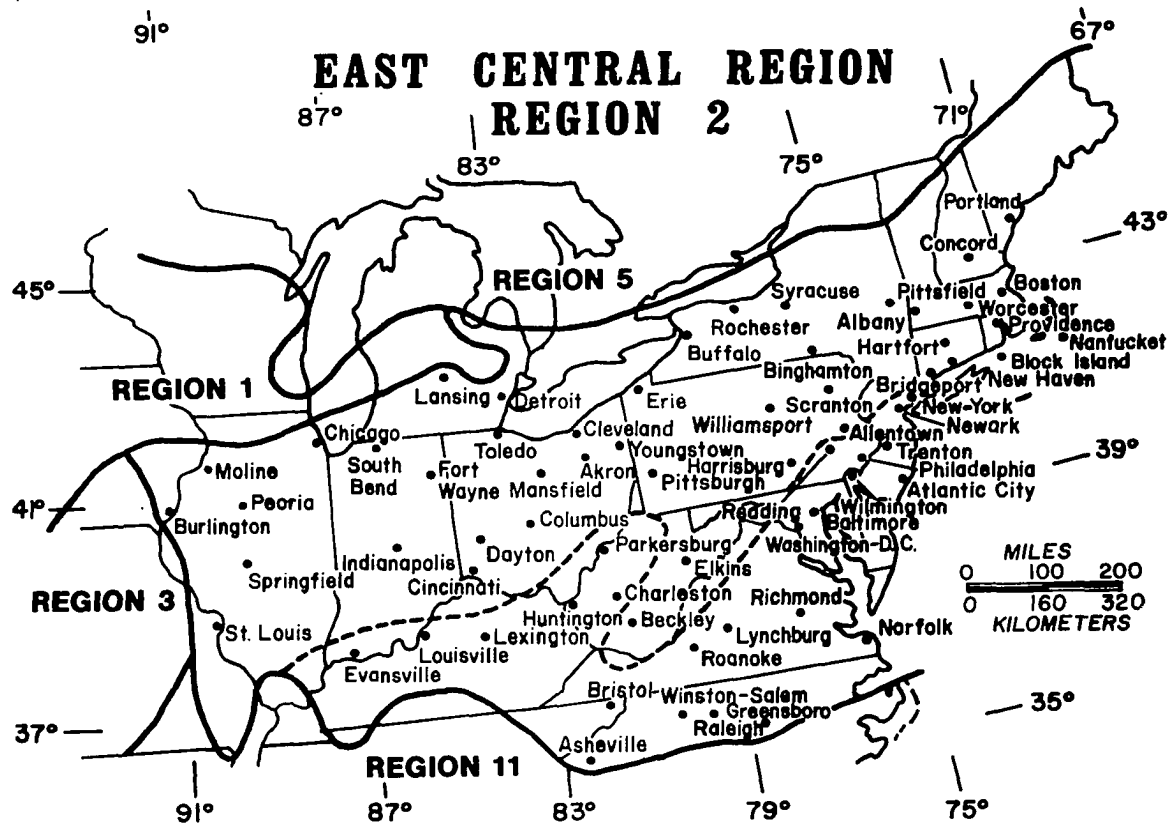 91°
67°
EAST CENTRAL REGION
87°
71°
REGION 2
83°
75°
Portland
43°
Concord
REGION 5
45°
Boston
Syracuse
Pittsfield
Worcester
Rochester
Albany
Providence
Nantucket
Buffalo
Hartfort
Block Island
REGION 1
Binghamton
Bridgeport
New Haven
Lansing
Detroit
Erie
Scranton
New-York
Williamsport
Newark
Chicago
Cleveland
Allentown
Toledo
Youngstown
Trenton
39°
Moline
South
Bend
Fort
Wayne
Akron
Harrisburg
Philadelphia
Mansfield
Pittsburgh
Atlantic City
41°
Peoria
Burlington
Columbus
Reading
Wilmington
Baltimore
Indianapolis
Dayton
Parkersburg
Washington-D.C.
MILES
Springfield
Cincinnati
Elkins
0 100 200
REGION 3
Charleston
Richmond
0 160 320
KILOMETERS
Huntington
Beckley
St. Louis
Lexington
Lynchburg
Norfolk
Louisville
Roanoke
Evansville
Bristol
Winston-Salem
35°
Greensboro
37°
Raleigh
Asheville
REGION 11
91°
87°
83°
79°
75°